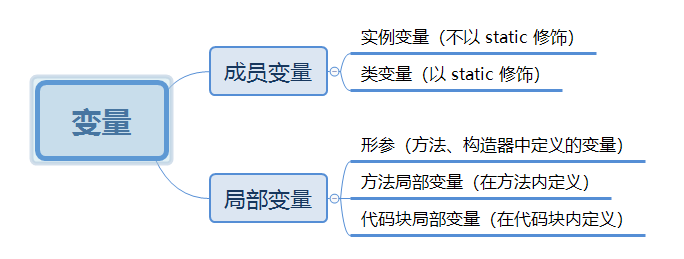 变量
成员变量
实例变量（不以 static 修饰）
类变量（以 static 修饰）
局部变量
形参（方法、构造器中定义的变量）
方法局部变量（在方法内定义）
代码块局部变量（在代码块内定义）